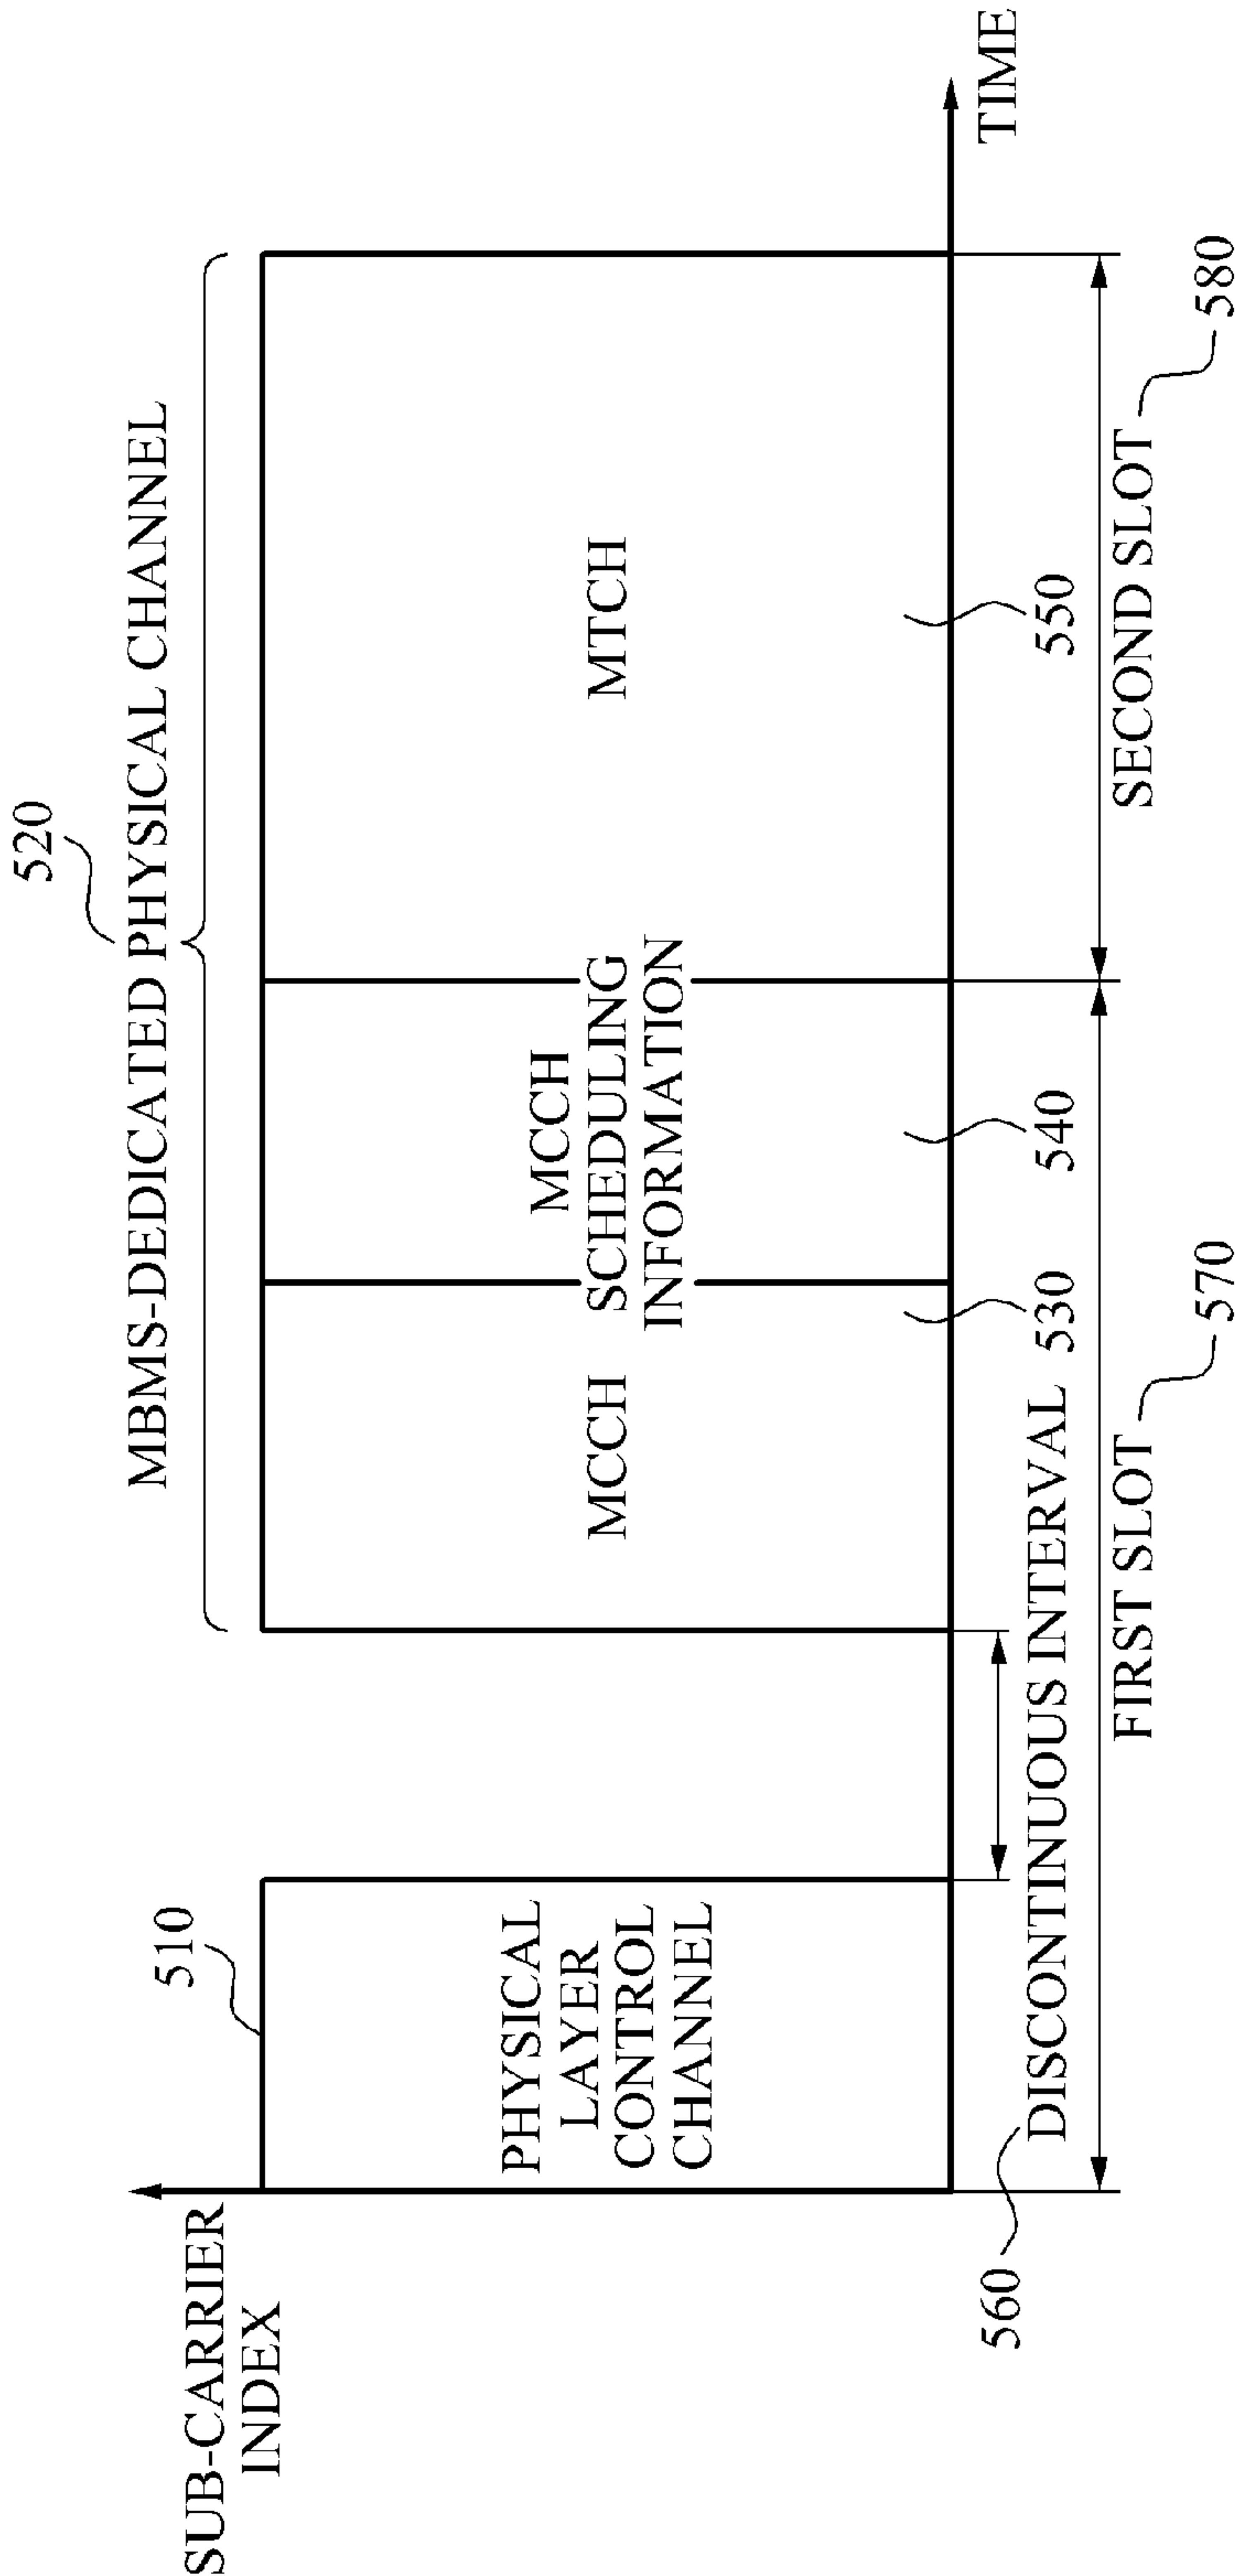 520
MBMS-DEDICATED PHYSICAL CHANNEL
SUB-CARRIER
INDEX
510
PHYSICAL
LAYER
CONTROL
CHANNEL
MCCH
MCCH
SCHEDULING
INFORMATION
MTCH
TIME
560
DISCONTINUOUS INTERVAL
530
540
550
FIRST SLOT
570
SECOND SLOT
580